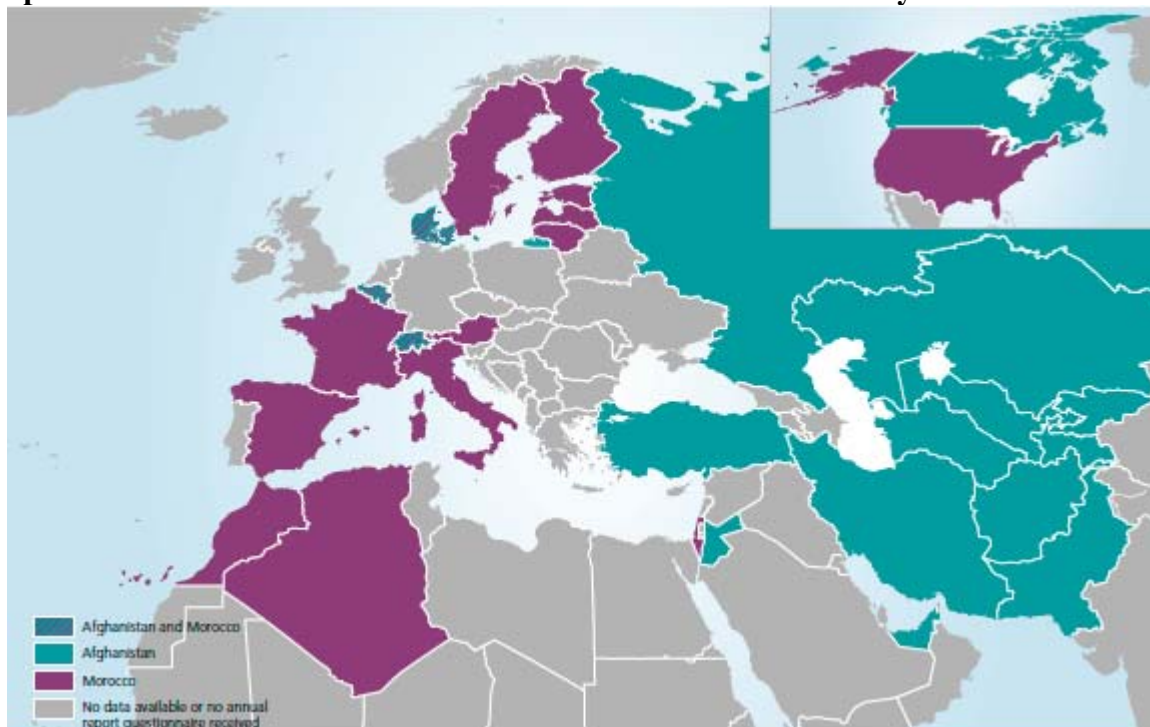 Afghanistan and Morocco
Afghanistan
Morocco
No data available or no annual
report questionnaire received